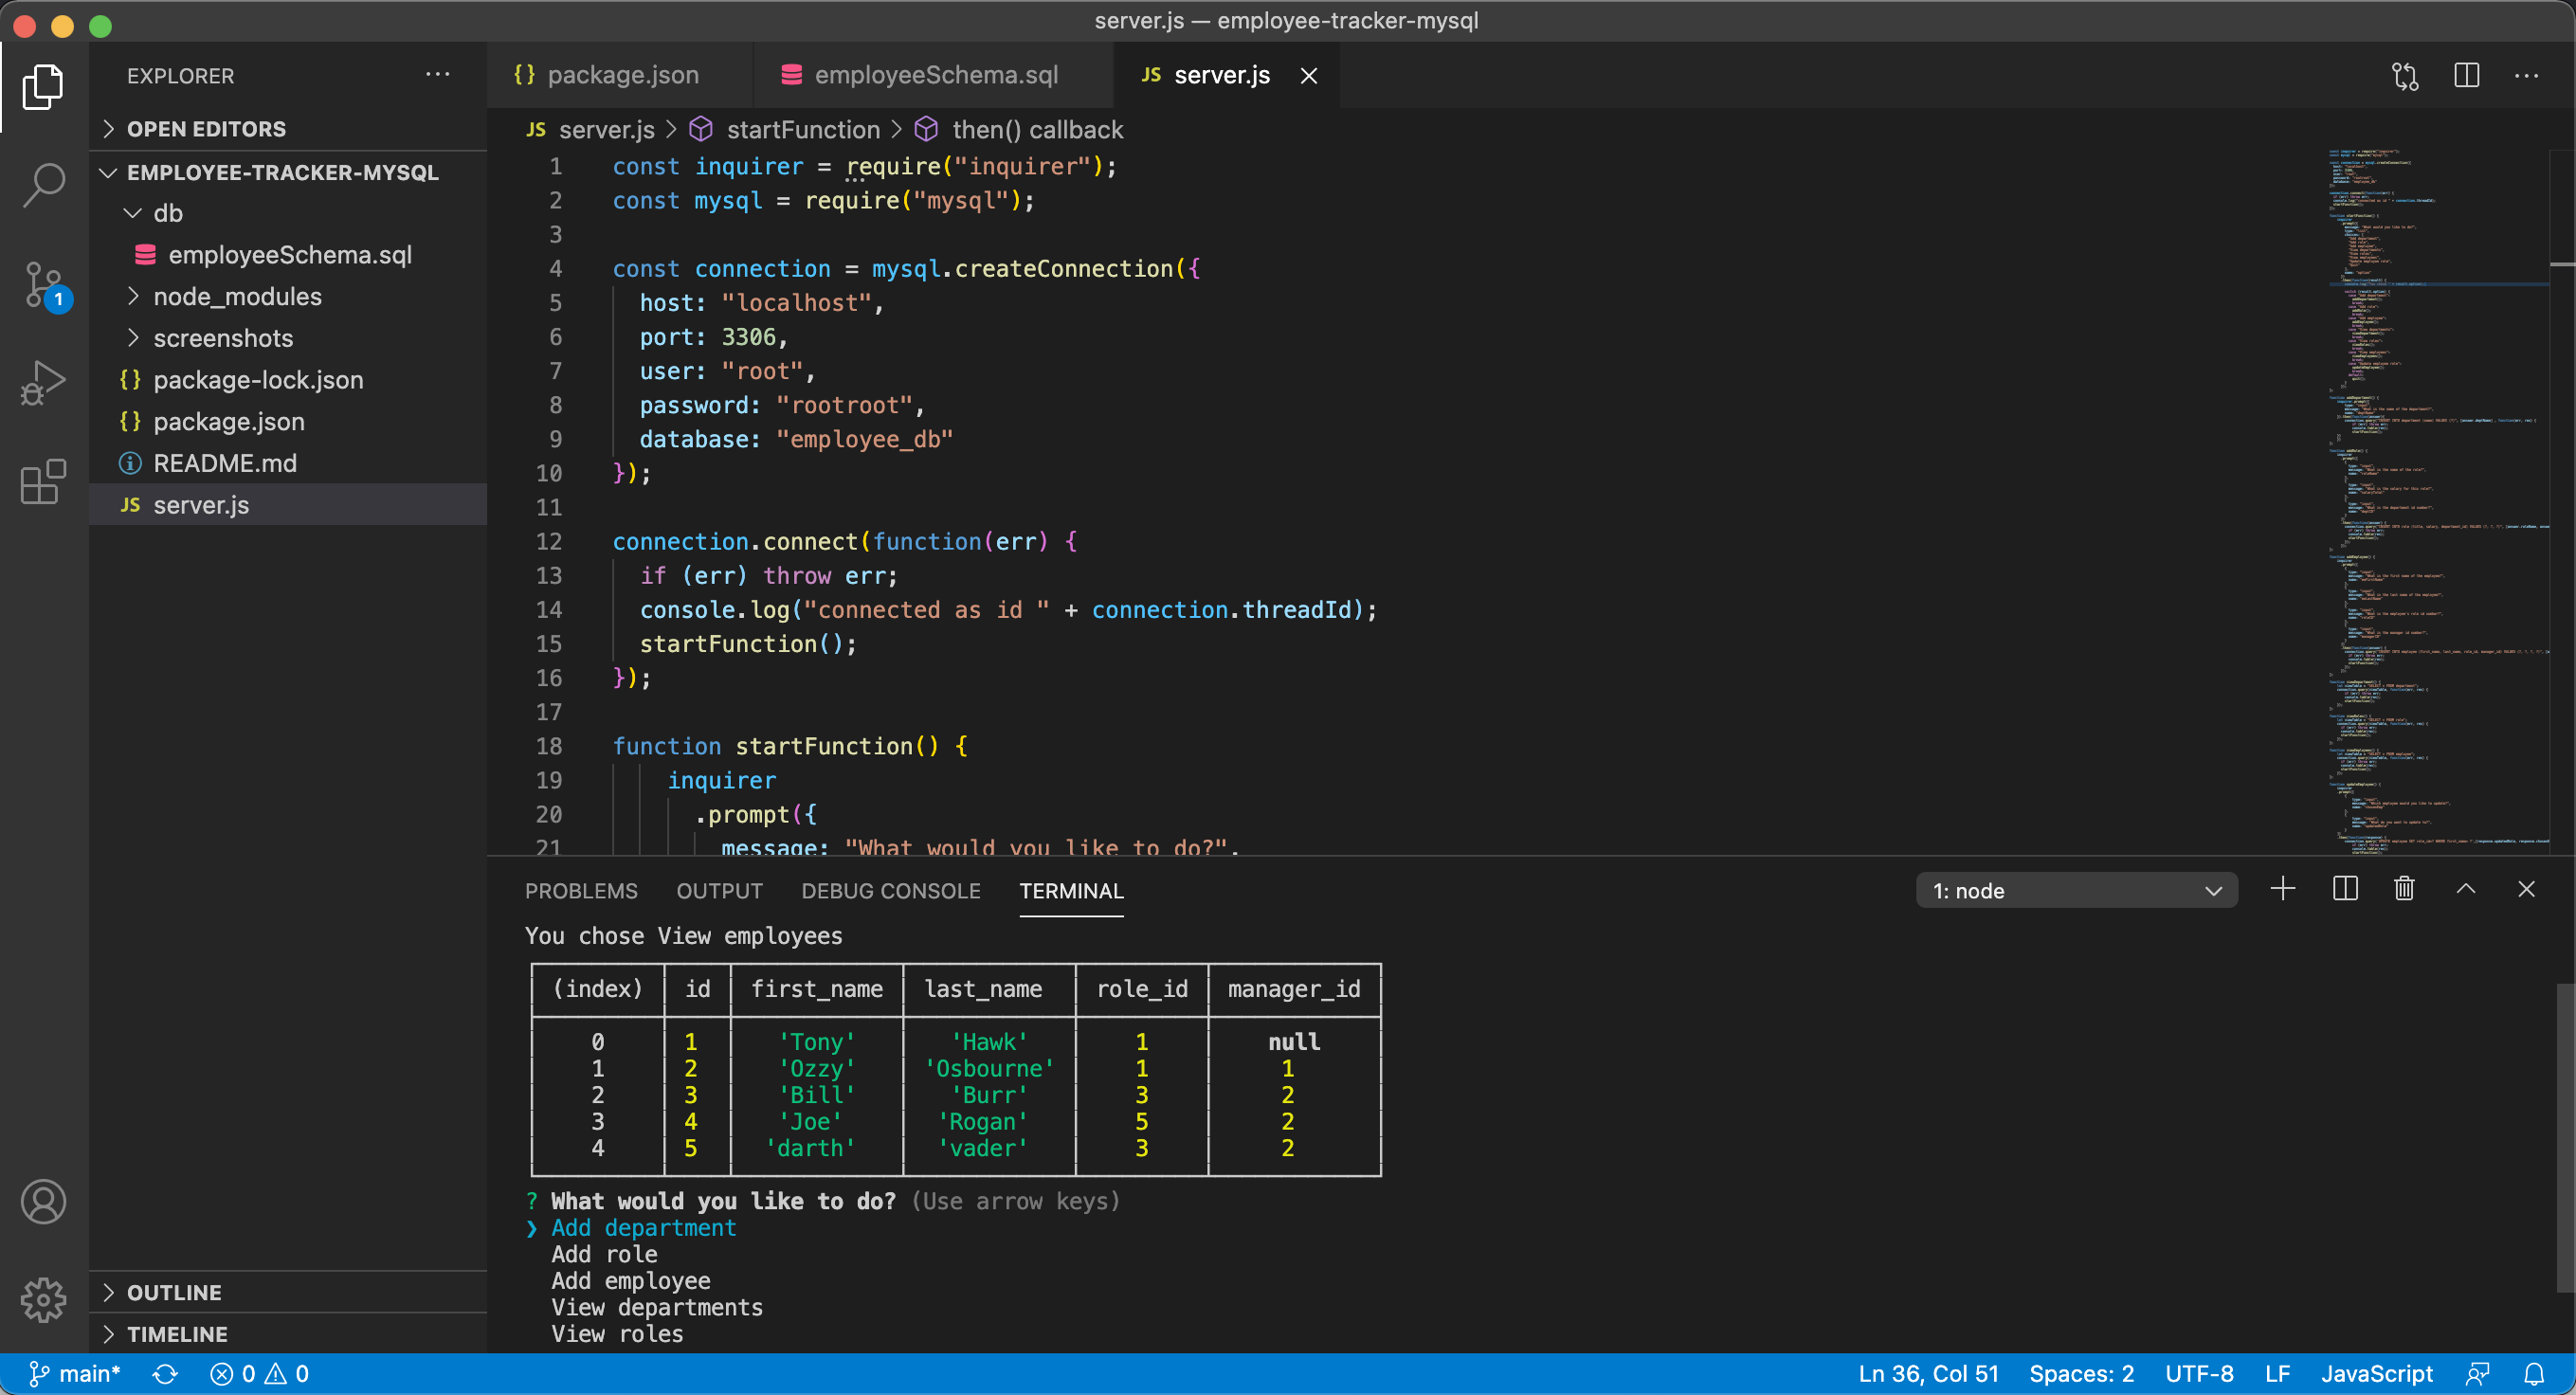 server.js — employee-tracker-mysql
EXPLORER
OPEN EDITORS
EMPLOYEE-TRACKER-MYSQL
db
employeeSchema.sql
node_modules
screenshots
{} package-lock.json
{} package.json
README.md
JS server.js
OUTLINE
TIMELINE
1
{} package.json
employeeSchema.sql
JS server.js
JS server.js > startFunction > then() callback
1 const inquirer = require("inquirer");
2 const mysql = require("mysql");
3
4 const connection = mysql.createConnection({
5 host: "localhost",
6 port: 3306,
7 user: "root",
8 password: "rootroot",
9 database: "employee_db"
10 });
11
12 connection.connect(function(err) {
13 if (err) throw err;
14 console.log("connected as id " + connection.threadId);
15 startFunction();
16 });
17
18 function startFunction() {
19 inquirer
20 .prompt({
21 message: "What would you like to do?",
PROBLEMS OUTPUT DEBUG CONSOLE TERMINAL
1: node
You chose View employees
(index) id first_name last_name role_id manager_id
0 1 'Tony' 'Hawk' 1 null
1 2 'Ozzy' 'Osbourne' 1 1
2 3 'Bill' 'Burr' 3 2
3 4 'Joe' 'Rogan' 5 2
4 5 'darth' 'vader' 3 2
? What would you like to do? (Use arrow keys)
❯ Add department
Add role
Add employee
View departments
View roles
main* 0 0 Ln 36, Col 51 Spaces: 2 UTF-8 LF JavaScript